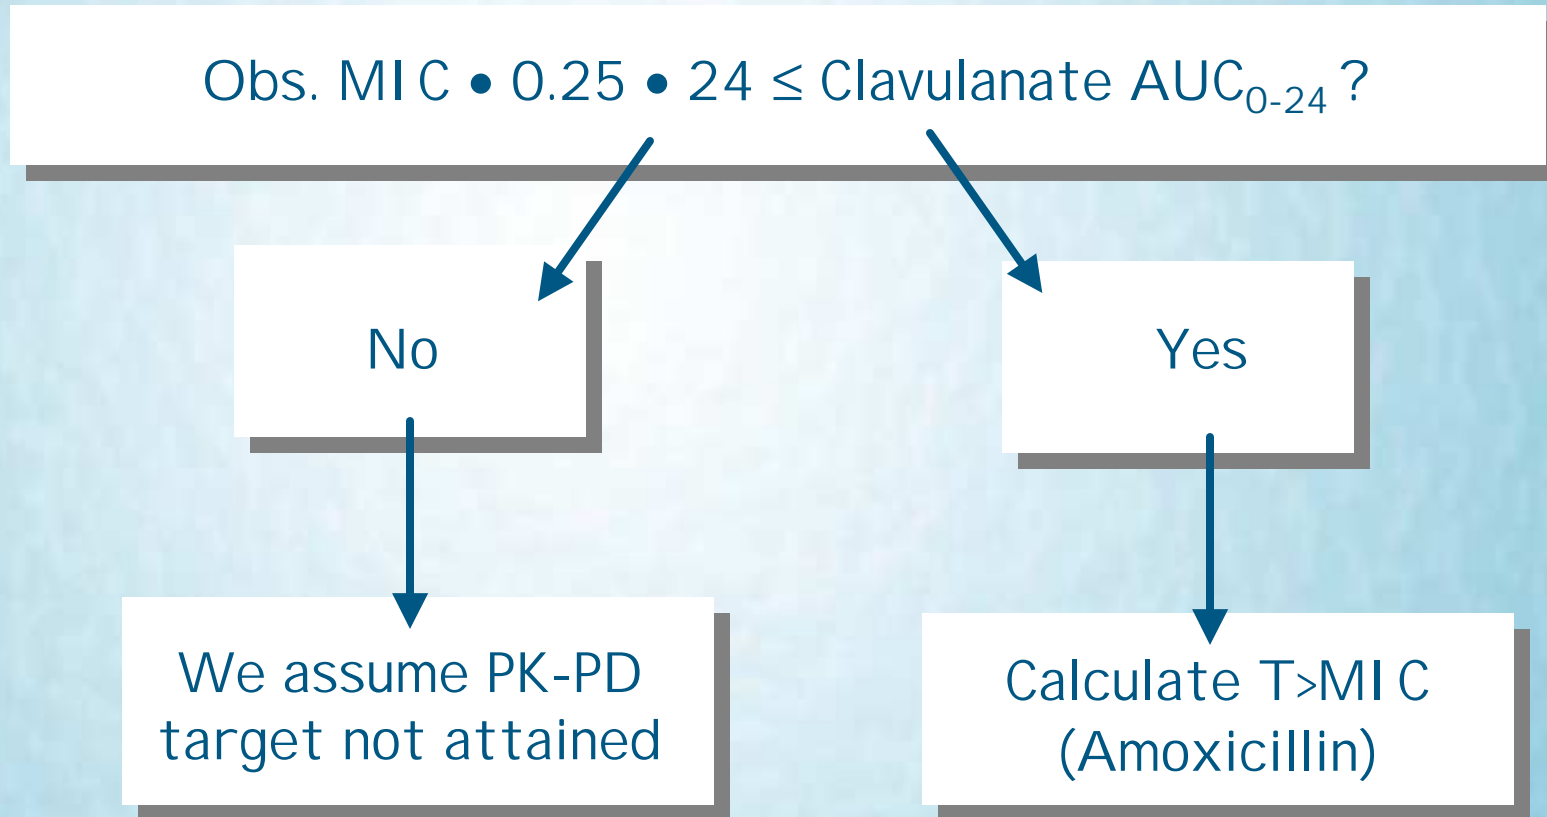 Obs. MIC • 0.25 • 24 ≤ Clavulanate AUC₀₋₂₄ ?
No
Yes
We assume PK-PD
target not attained
Calculate T>MIC
(Amoxicillin)